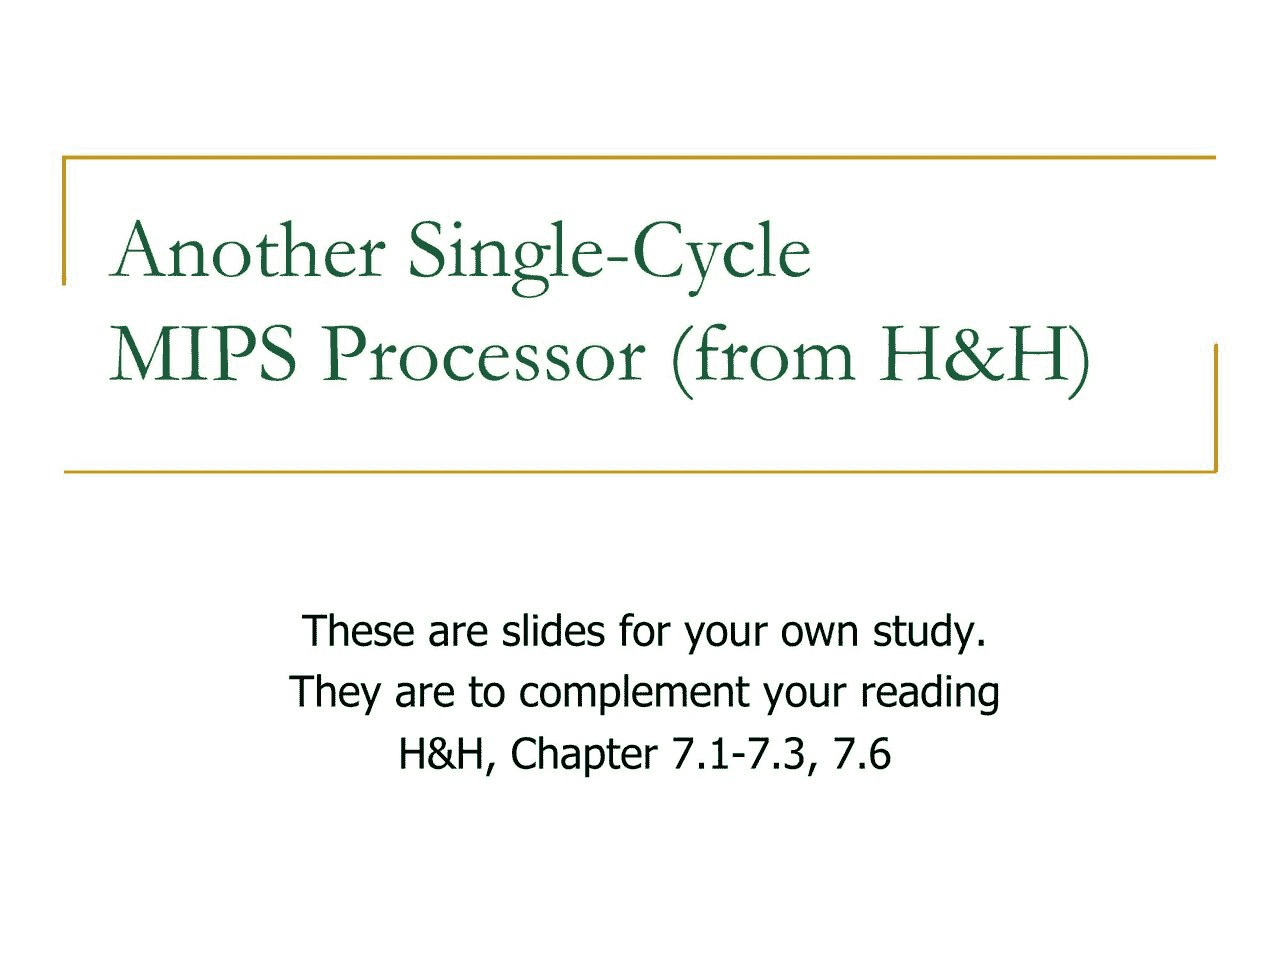 Another Single-Cycle
MIPS Processor (from H&H)
These are slides for your own study.
They are to complement your reading
H&H, Chapter 7.1-7.3, 7.6